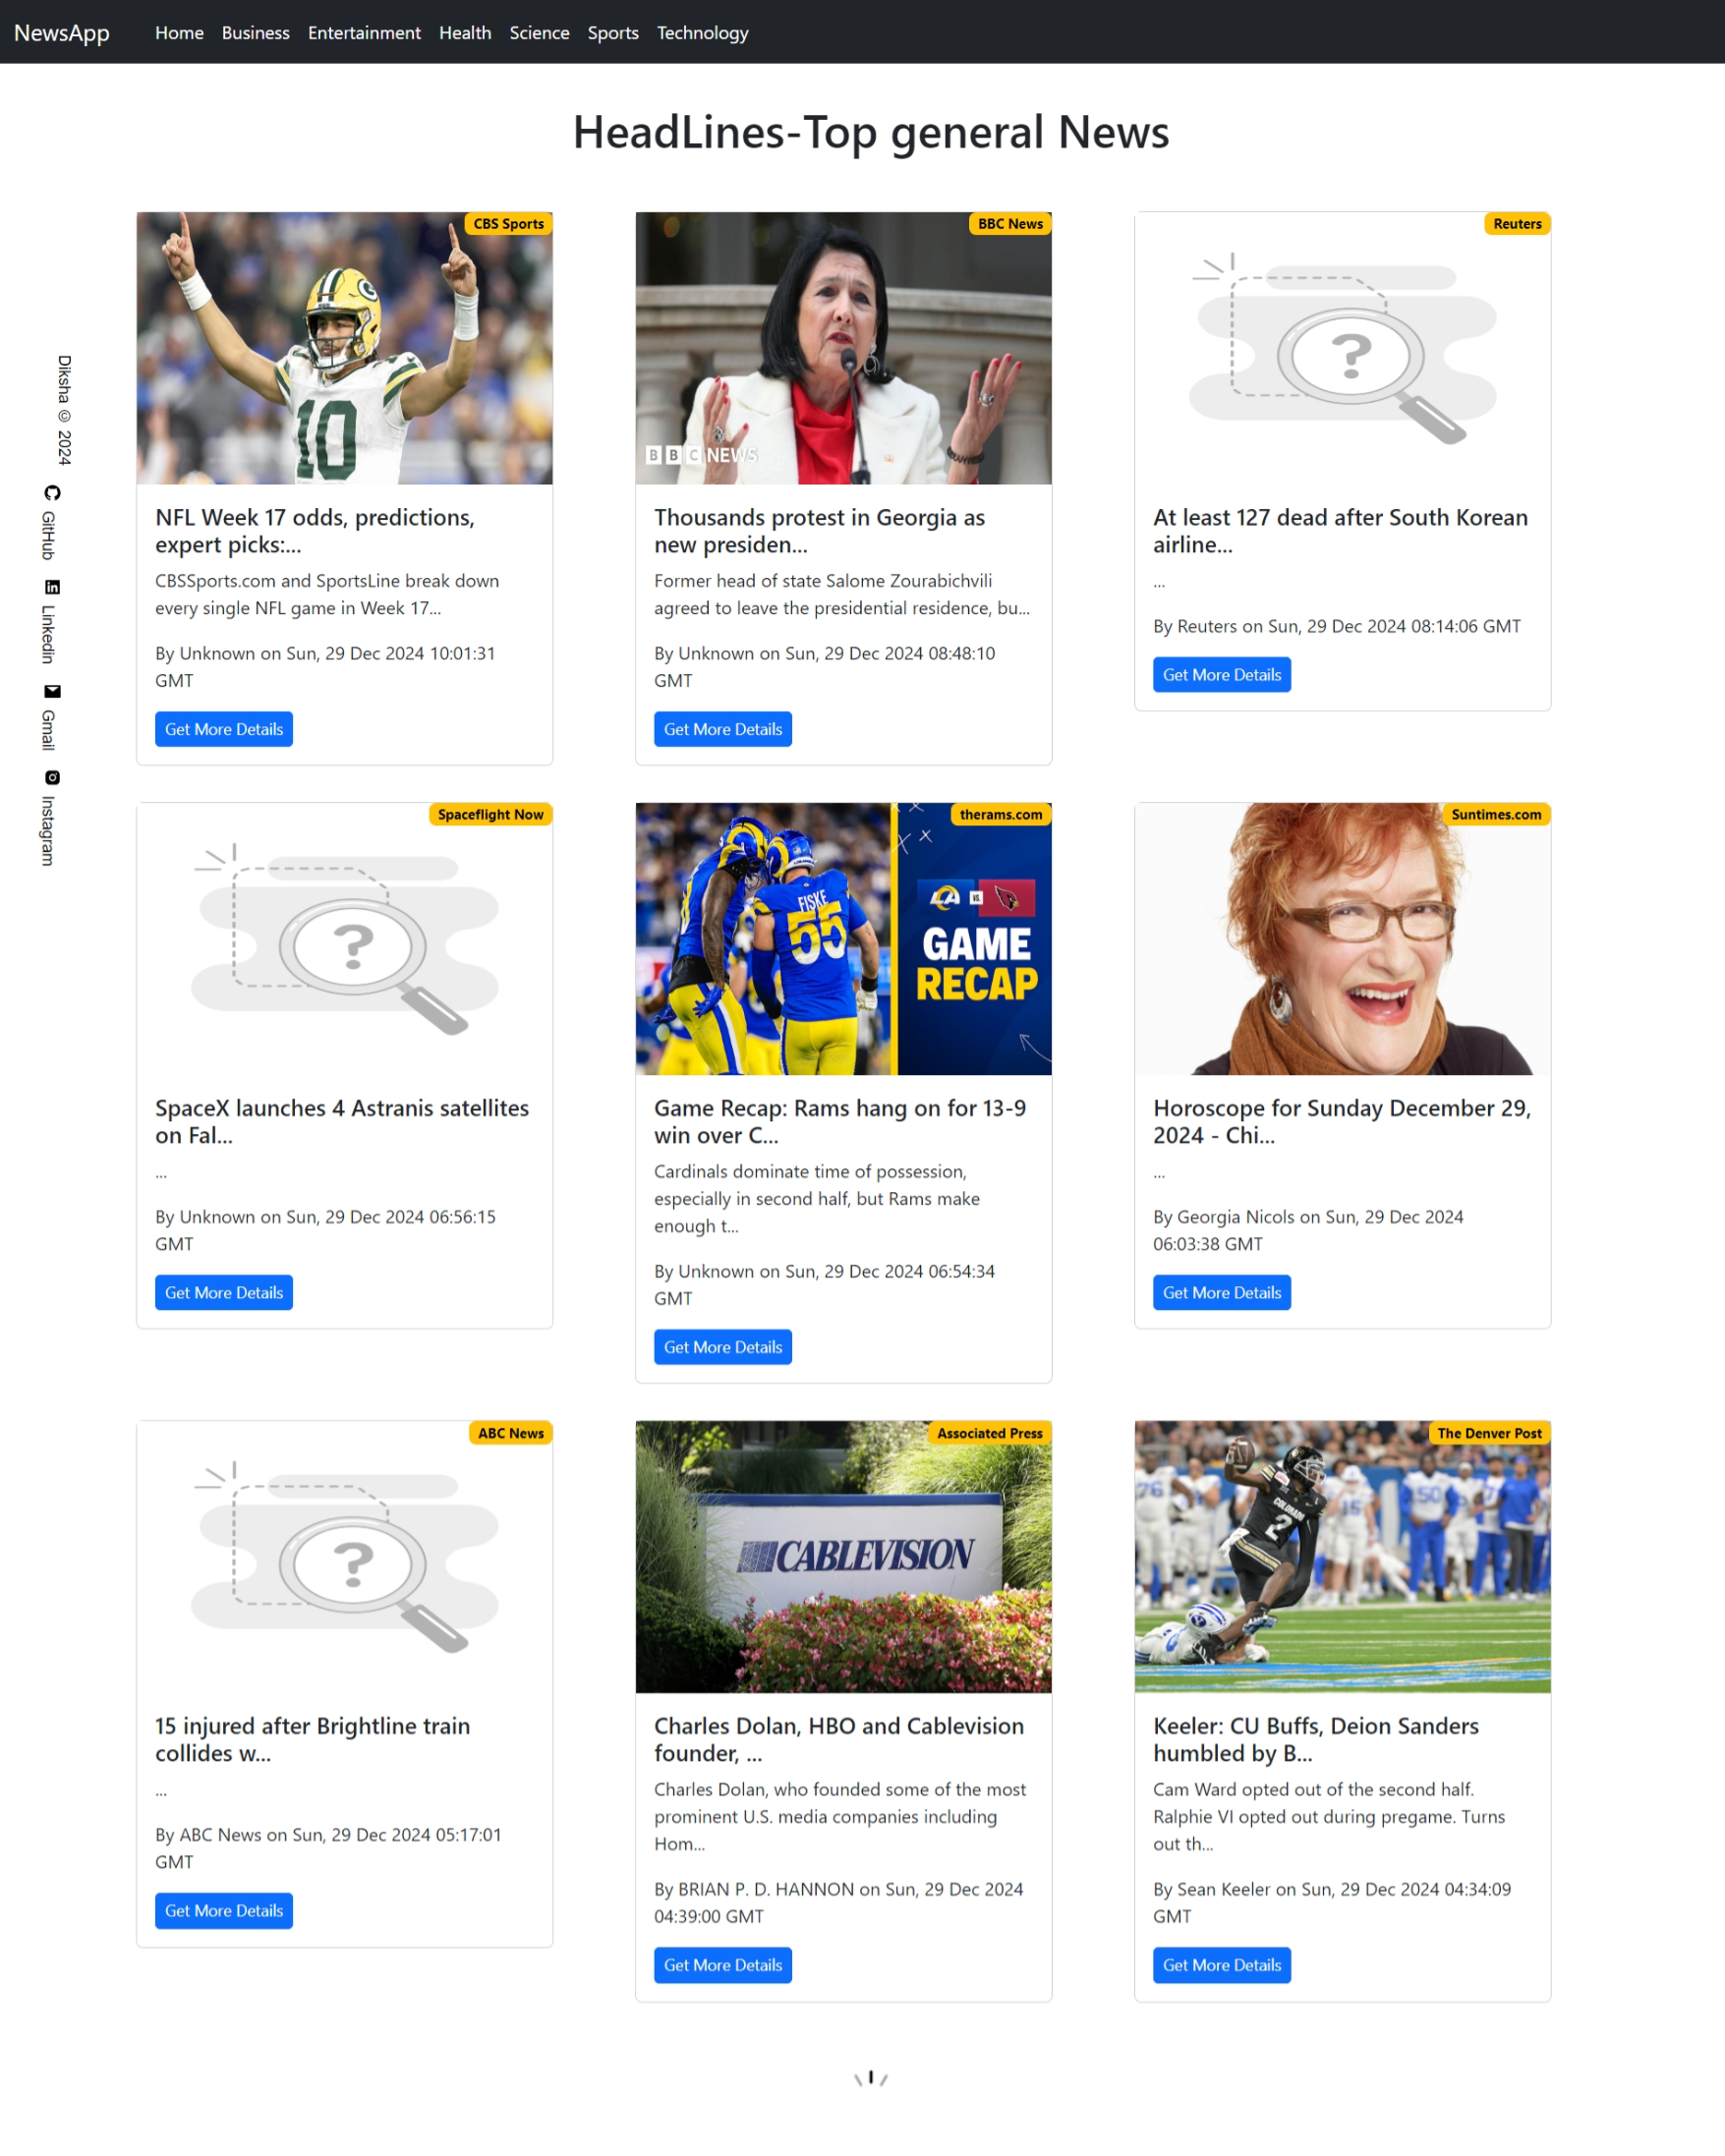 NewsApp
Home Business Entertainment Health Science Sports Technology
HeadLines-Top general News
Diksha © 2024
GitHub
Linkedin
Gmail
Instagram
CBS Sports
10
NFL Week 17 odds, predictions,
expert picks:...
CBSSports.com and SportsLine break down
every single NFL game in Week 17...
By Unknown on Sun, 29 Dec 2024 10:01:31
GMT
Get More Details
BBC News
BBC NEWS
Thousands protest in Georgia as
new presiden...
Former head of state Salome Zourabichvili
agreed to leave the presidential residence, bu...
By Unknown on Sun, 29 Dec 2024 08:48:10
GMT
Get More Details
Reuters
?
At least 127 dead after South Korean
airline...
...
By Reuters on Sun, 29 Dec 2024 08:14:06 GMT
Get More Details
Spaceflight Now
?
SpaceX launches 4 Astranis satellites
on Fal...
...
By Unknown on Sun, 29 Dec 2024 06:56:15
GMT
Get More Details
therams.com
FISKE
55
LA VS.
GAME
RECAP
Game Recap: Rams hang on for 13-9
win over C...
Cardinals dominate time of possession,
especially in second half, but Rams make
enough t...
By Unknown on Sun, 29 Dec 2024 06:54:34
GMT
Get More Details
Suntimes.com
Horoscope for Sunday December 29,
2024 - Chi...
...
By Georgia Nicols on Sun, 29 Dec 2024
06:03:38 GMT
Get More Details
ABC News
?
15 injured after Brightline train
collides w...
...
By ABC News on Sun, 29 Dec 2024 05:17:01
GMT
Get More Details
Associated Press
CABLEVISION
Charles Dolan, HBO and Cablevision
founder, ...
Charles Dolan, who founded some of the most
prominent U.S. media companies including
Hom...
By BRIAN P. D. HANNON on Sun, 29 Dec 2024
04:39:00 GMT
Get More Details
The Denver Post
76
50
15
COLORADO
2
Keeler: CU Buffs, Deion Sanders
humbled by B...
Cam Ward opted out of the second half.
Ralphie VI opted out during pregame. Turns
out th...
By Sean Keeler on Sun, 29 Dec 2024 04:34:09
GMT
Get More Details